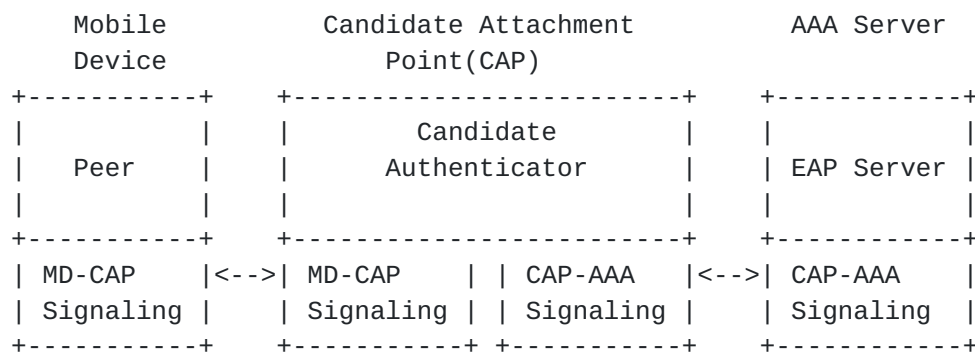 Mobile Candidate Attachment AAA Server
Device Point(CAP)
+-----------+ +-------------------------+ +------------+
| | | Candidate | | |
| Peer | | Authenticator | | EAP Server |
| | | | | |
+-----------+ +-------------------------+ +------------+
| MD-CAP |<-->| MD-CAP | | CAP-AAA |<-->| CAP-AAA |
| Signaling | | Signaling | | Signaling | | Signaling |
+-----------+ +-----------+ +-----------+ +------------+